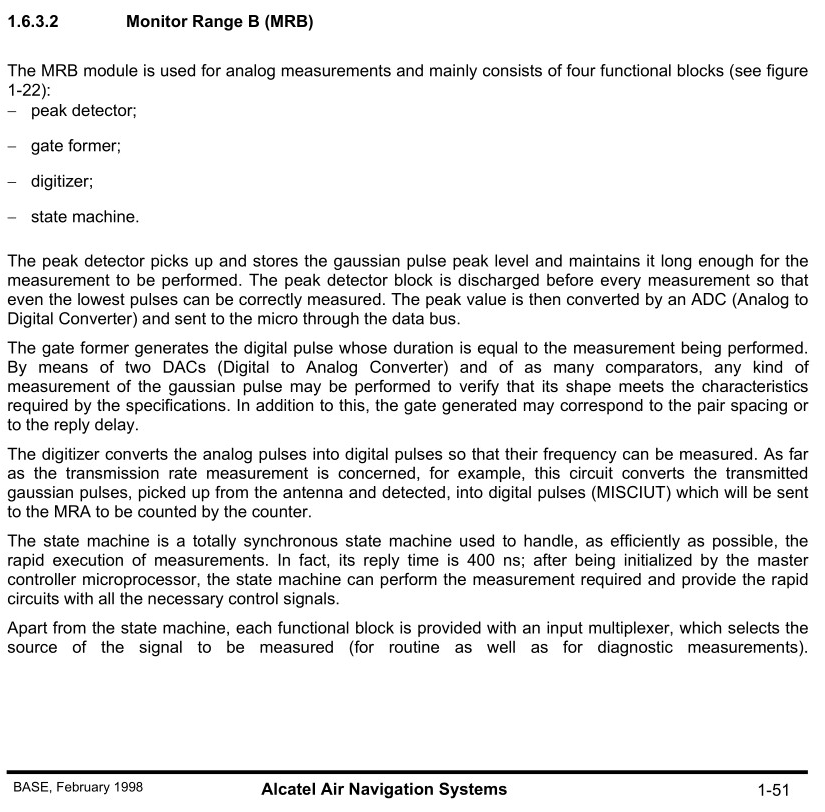 1.6.3.2 Monitor Range B (MRB)
The MRB module is used for analog measurements and mainly consists of four functional blocks (see figure
1-22):
− peak detector;
− gate former;
− digitizer;
− state machine.
The peak detector picks up and stores the gaussian pulse peak level and maintains it long enough for the
measurement to be performed. The peak detector block is discharged before every measurement so that
even the lowest pulses can be correctly measured. The peak value is then converted by an ADC (Analog to
Digital Converter) and sent to the micro through the data bus.
The gate former generates the digital pulse whose duration is equal to the measurement being performed.
By means of two DACs (Digital to Analog Converter) and of as many comparators, any kind of
measurement of the gaussian pulse may be performed to verify that its shape meets the characteristics
required by the specifications. In addition to this, the gate generated may correspond to the pair spacing or
to the reply delay.
The digitizer converts the analog pulses into digital pulses so that their frequency can be measured. As far
as the transmission rate measurement is concerned, for example, this circuit converts the transmitted
gaussian pulses, picked up from the antenna and detected, into digital pulses (MISCIUT) which will be sent
to the MRA to be counted by the counter.
The state machine is a totally synchronous state machine used to handle, as efficiently as possible, the
rapid execution of measurements. In fact, its reply time is 400 ns; after being initialized by the master
controller microprocessor, the state machine can perform the measurement required and provide the rapid
circuits with all the necessary control signals.
Apart from the state machine, each functional block is provided with an input multiplexer, which selects the
source of the signal to be measured (for routine as well as for diagnostic measurements).
BASE, February 1998 Alcatel Air Navigation Systems 1-51